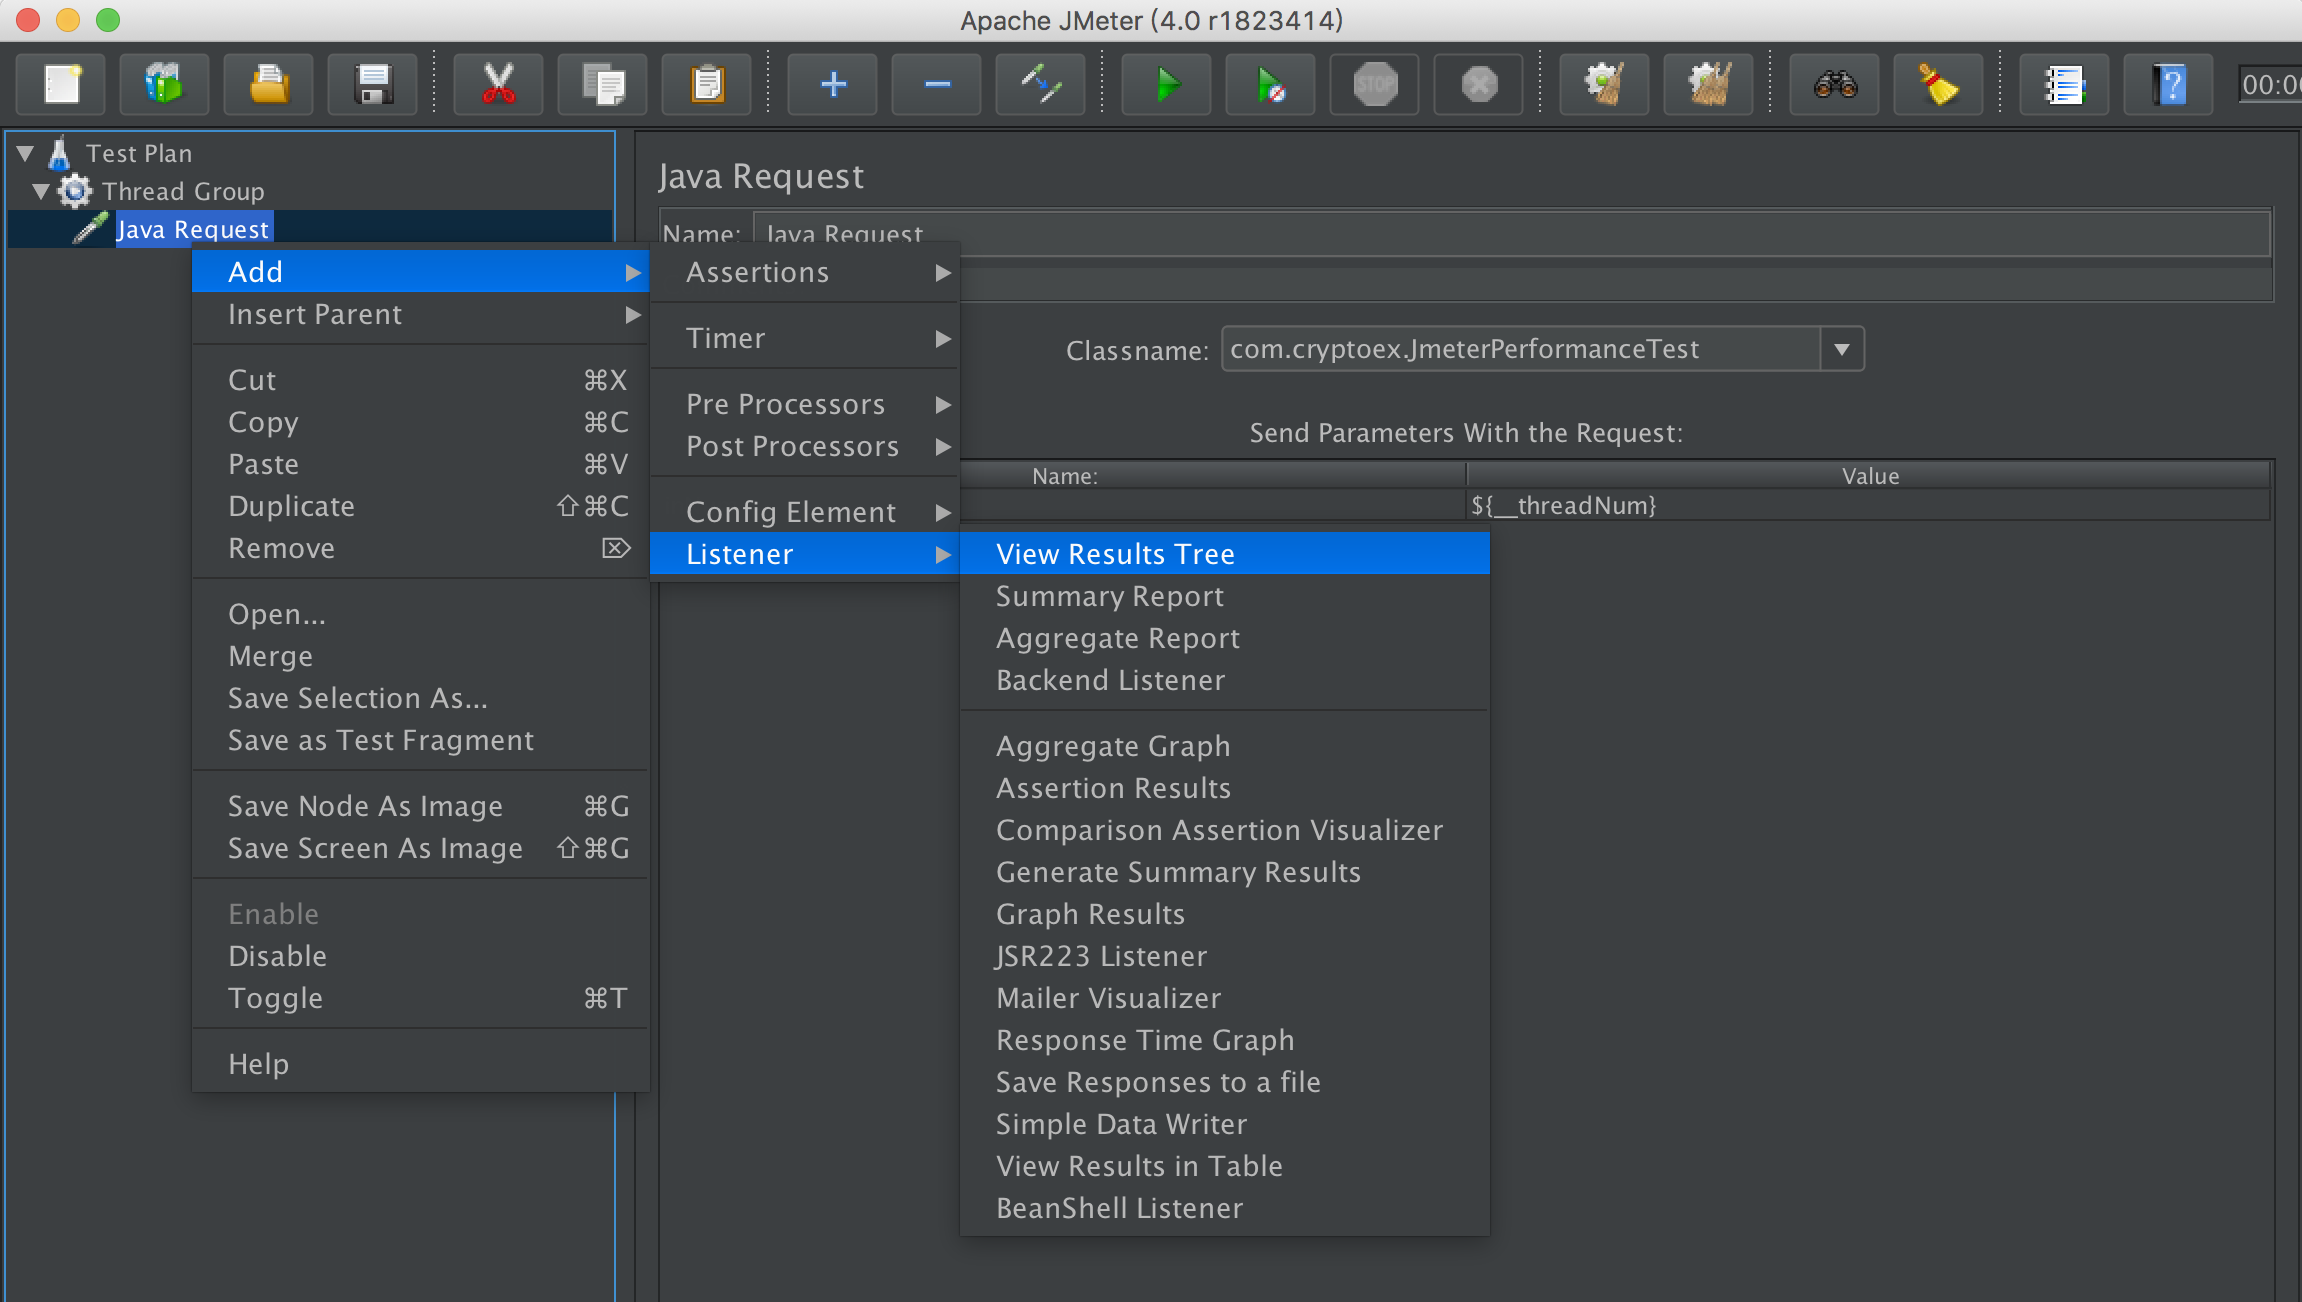 Apache JMeter (4.0 r1823414)
STOP
00:0
Test Plan
Thread Group
Java Request
Java Request
Name: Java Request
Add
Insert Parent
Cut ⌘X
Copy ⌘C
Paste ⌘V
Duplicate ⇧⌘C
Remove ⌦
Open...
Merge
Save Selection As...
Save as Test Fragment
Save Node As Image ⌘G
Save Screen As Image ⇧⌘G
Enable
Disable
Toggle ⌘T
Help
Assertions
Timer
Pre Processors
Post Processors
Config Element
Listener
Classname: com.cryptoex.JmeterPerformanceTest
Send Parameters With the Request:
Name: Value
${__threadNum}
View Results Tree
Summary Report
Aggregate Report
Backend Listener
Aggregate Graph
Assertion Results
Comparison Assertion Visualizer
Generate Summary Results
Graph Results
JSR223 Listener
Mailer Visualizer
Response Time Graph
Save Responses to a file
Simple Data Writer
View Results in Table
BeanShell Listener